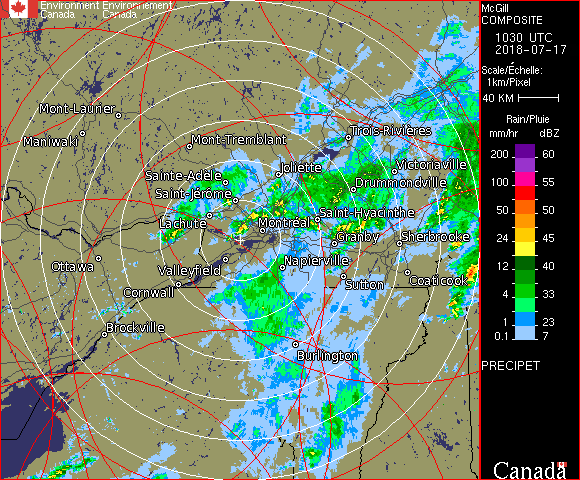 Environment Environnement
Canada Canada
McGill
COMPOSITE
1030 UTC
2018-07-17
Scale/Échelle:
1km/Pixel
40 KM
Rain/Pluie
mm/hr dBZ
200 60
100 55
50 50
24 45
12 40
4 33
1 23
0.1 7
PRECIPET
Canada
Mont-Laurier
Maniwaki
Mont-Tremblant
Trois-Rivières
Sainte-Adèle
Joliette
Victoriaville
Drummondville
Saint-Jérôme
Lachute
Saint-Hyacinthe
Montréal
Granby
Sherbrooke
Ottawa
Valleyfield
Napierville
Cornwall
Sutton
Coaticook
Brockville
Burlington